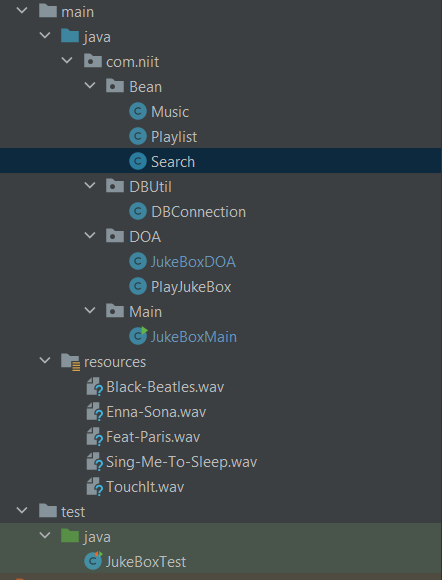 main
java
com.niit
Bean
Music
Playlist
Search
DBUtil
DBConnection
DOA
JukeBoxDOA
PlayJukeBox
Main
JukeBoxMain
resources
Black-Beatles.wav
Enna-Sona.wav
Feat-Paris.wav
Sing-Me-To-Sleep.wav
TouchIt.wav
test
java
JukeBoxTest